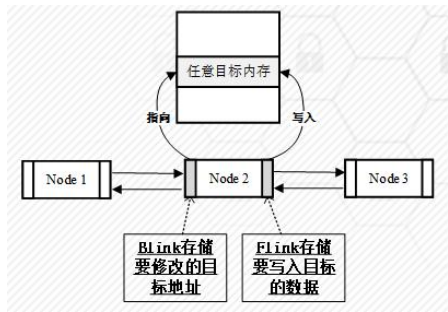 任意目标内存
指向
写入
Node 1
Node 2
Node 3
Blink存储
要修改的目
标地址
Flink存储
要写入目标
的数据